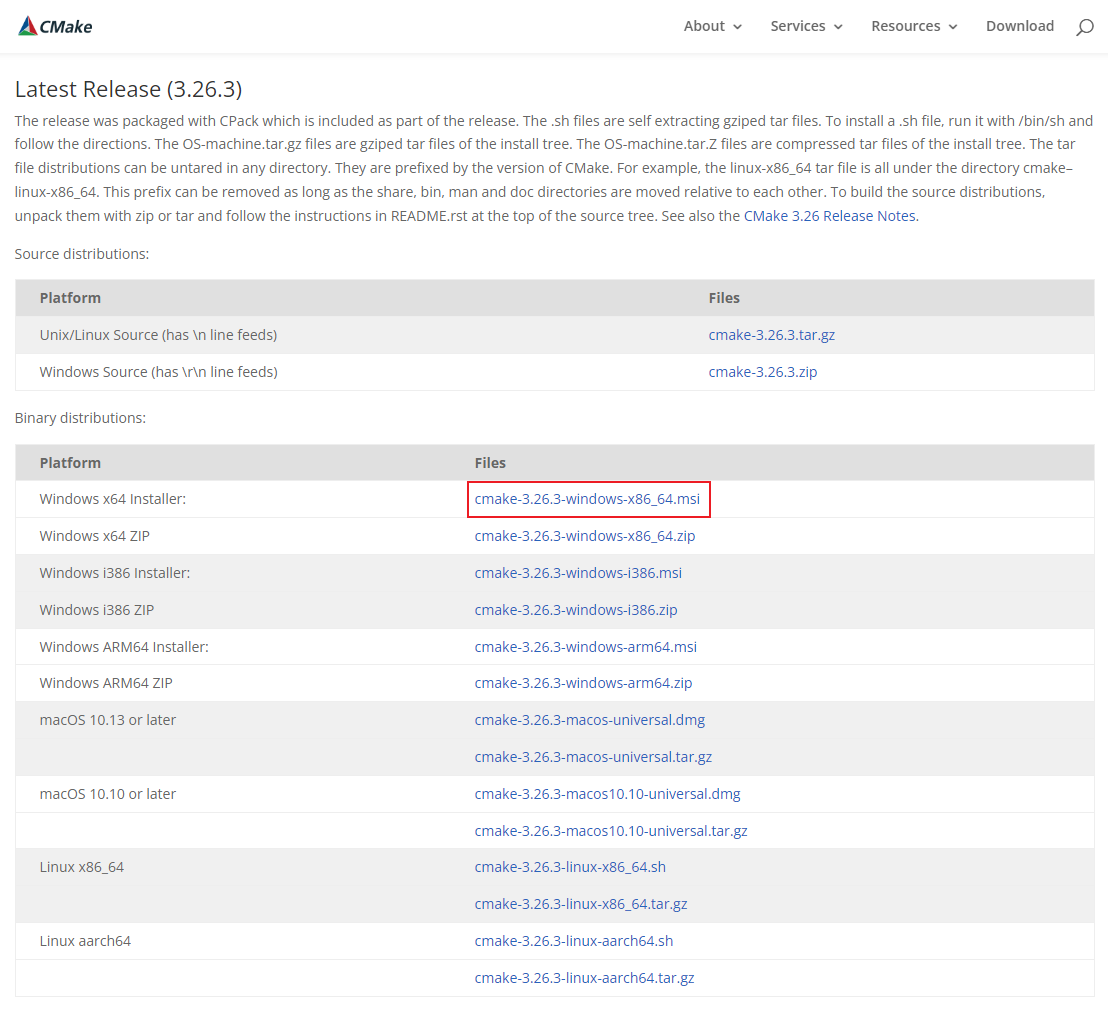 CMake
About Services Resources Download
Latest Release (3.26.3)
The release was packaged with CPack which is included as part of the release. The .sh files are self extracting gziped tar files. To install a .sh file, run it with /bin/sh and
follow the directions. The OS-machine.tar.gz files are gziped tar files of the install tree. The OS-machine.tar.Z files are compressed tar files of the install tree. The tar
file distributions can be untared in any directory. They are prefixed by the version of CMake. For example, the linux-x86_64 tar file is all under the directory cmake–
linux-x86_64. This prefix can be removed as long as the share, bin, man and doc directories are moved relative to each other. To build the source distributions,
unpack them with zip or tar and follow the instructions in README.rst at the top of the source tree. See also the CMake 3.26 Release Notes.
Source distributions:
Platform Files
Unix/Linux Source (has \n line feeds) cmake-3.26.3.tar.gz
Windows Source (has \r\n line feeds) cmake-3.26.3.zip
Binary distributions:
Platform Files
Windows x64 Installer: cmake-3.26.3-windows-x86_64.msi
Windows x64 ZIP cmake-3.26.3-windows-x86_64.zip
Windows i386 Installer: cmake-3.26.3-windows-i386.msi
Windows i386 ZIP cmake-3.26.3-windows-i386.zip
Windows ARM64 Installer: cmake-3.26.3-windows-arm64.msi
Windows ARM64 ZIP cmake-3.26.3-windows-arm64.zip
macOS 10.13 or later cmake-3.26.3-macos-universal.dmg
cmake-3.26.3-macos-universal.tar.gz
macOS 10.10 or later cmake-3.26.3-macos10.10-universal.dmg
cmake-3.26.3-macos10.10-universal.tar.gz
Linux x86_64 cmake-3.26.3-linux-x86_64.sh
cmake-3.26.3-linux-x86_64.tar.gz
Linux aarch64 cmake-3.26.3-linux-aarch64.sh
cmake-3.26.3-linux-aarch64.tar.gz